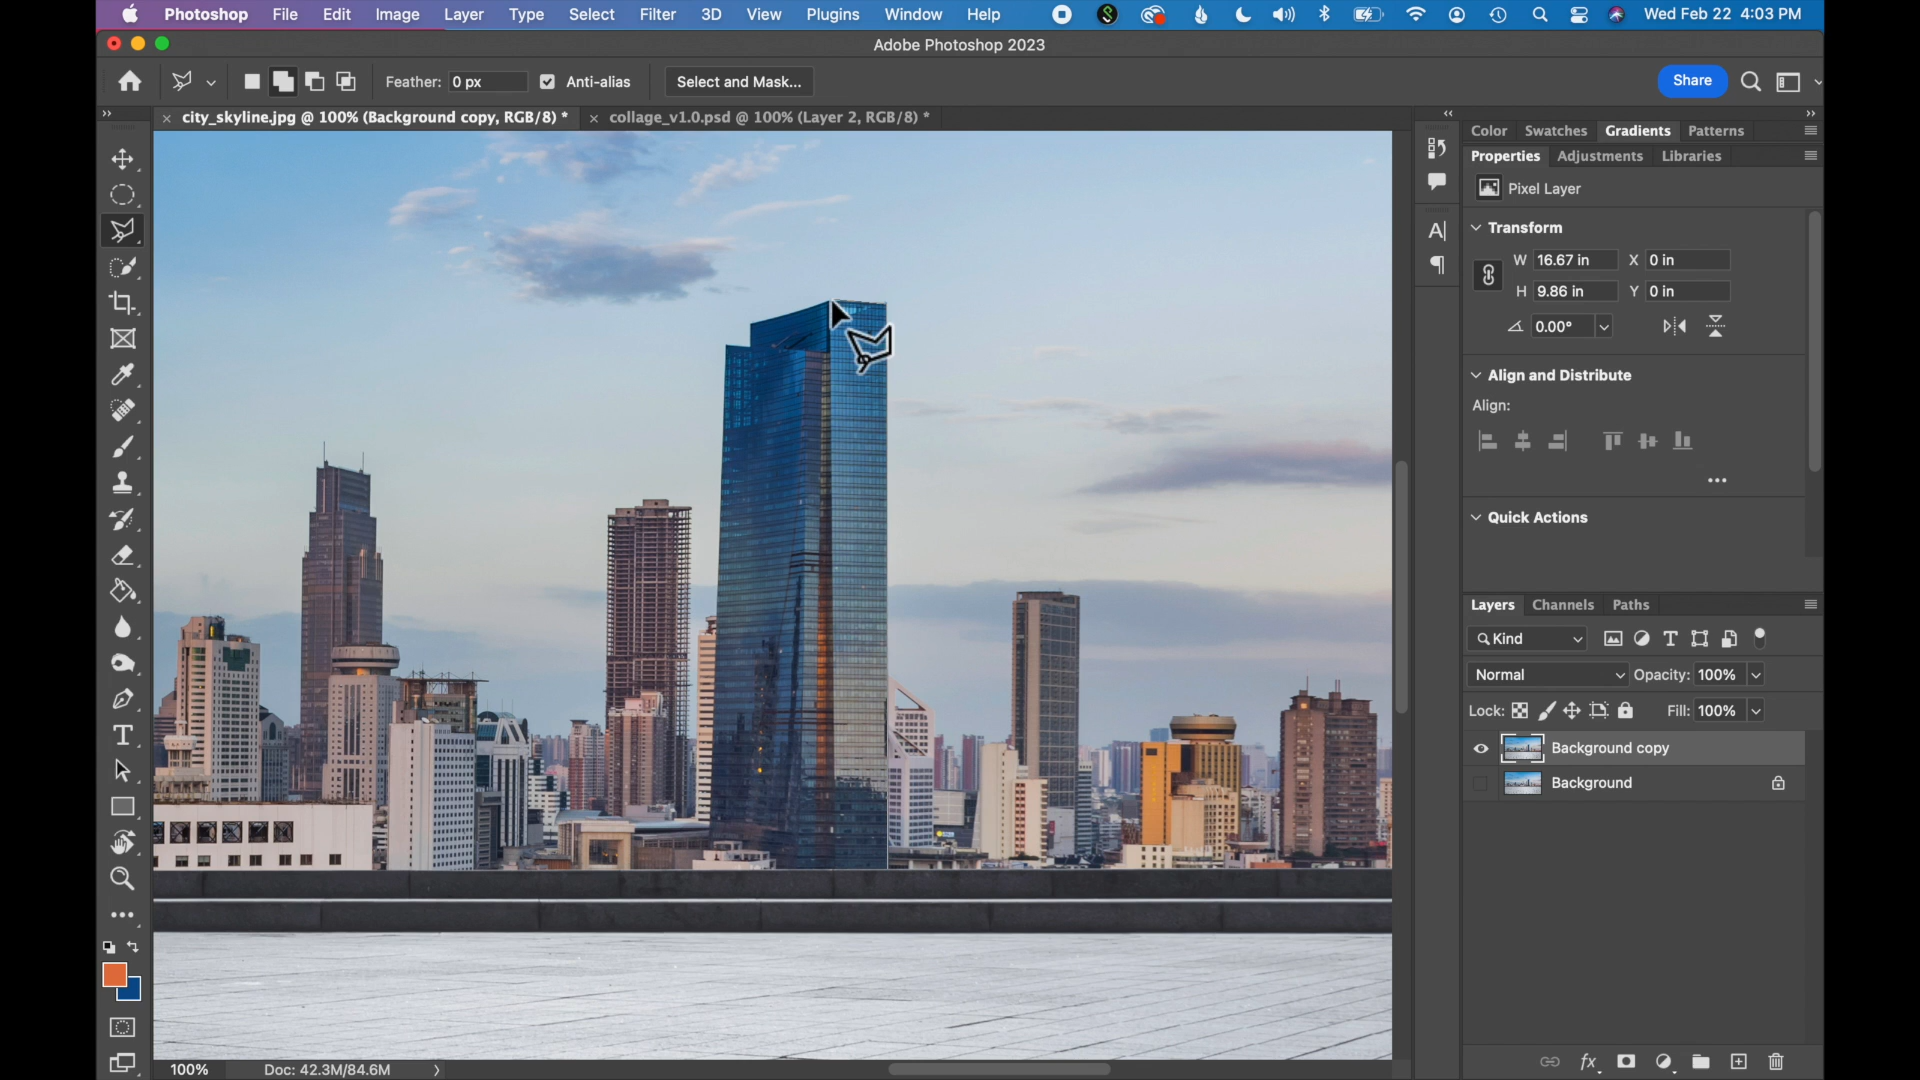 Photoshop File Edit Image Layer Type Select Filter 3D View Plugins Window Help Wed Feb 22 4:03 PM
Adobe Photoshop 2023
Feather: 0 px Anti-alias Select and Mask... Share
city_skyline.jpg @ 100% (Background copy, RGB/8) * collage_v1.0.psd @ 100% (Layer 2, RGB/8) *
Color Swatches Gradients Patterns
Properties Adjustments Libraries
Pixel Layer
Transform
W 16.67 in X 0 in
H 9.86 in Y 0 in
0.00°
Align and Distribute
Align:
Quick Actions
Layers Channels Paths
Kind
Normal Opacity: 100%
Lock: Fill: 100%
Background copy
Background
100% Doc: 42.3M/84.6M